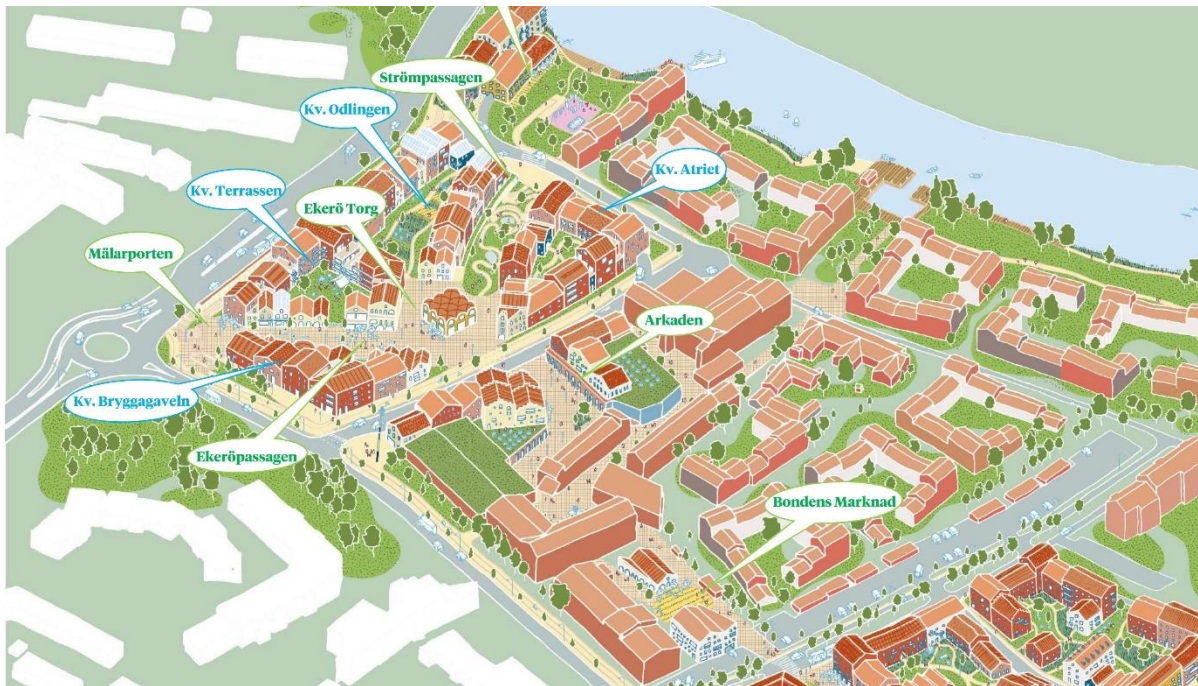 Strömpassagen
Kv. Odlingen
Kv. Atriet
Kv. Terrassen
Ekerö Torg
Mälarporten
Arkaden
Kv. Bryggagaveln
Ekeröpassagen
Bondens Marknad